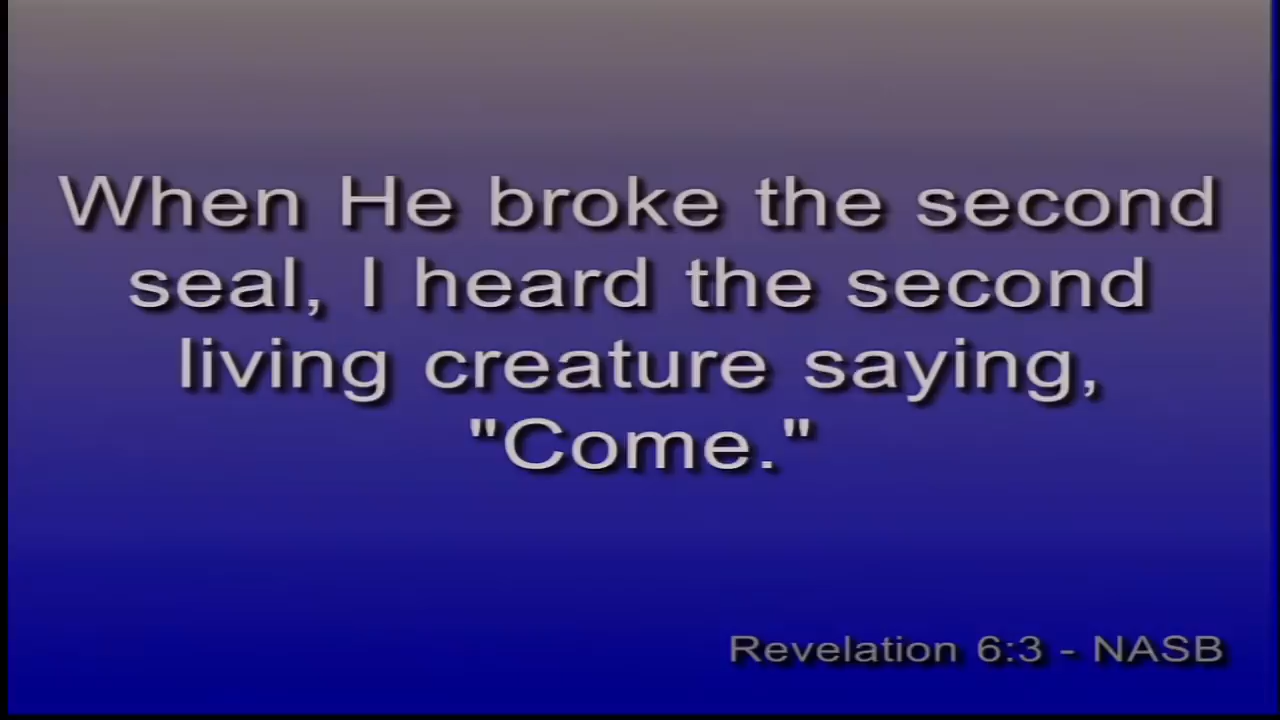 When He broke the second
seal, I heard the second
living creature saying,
"Come."
Revelation 6:3 - NASB